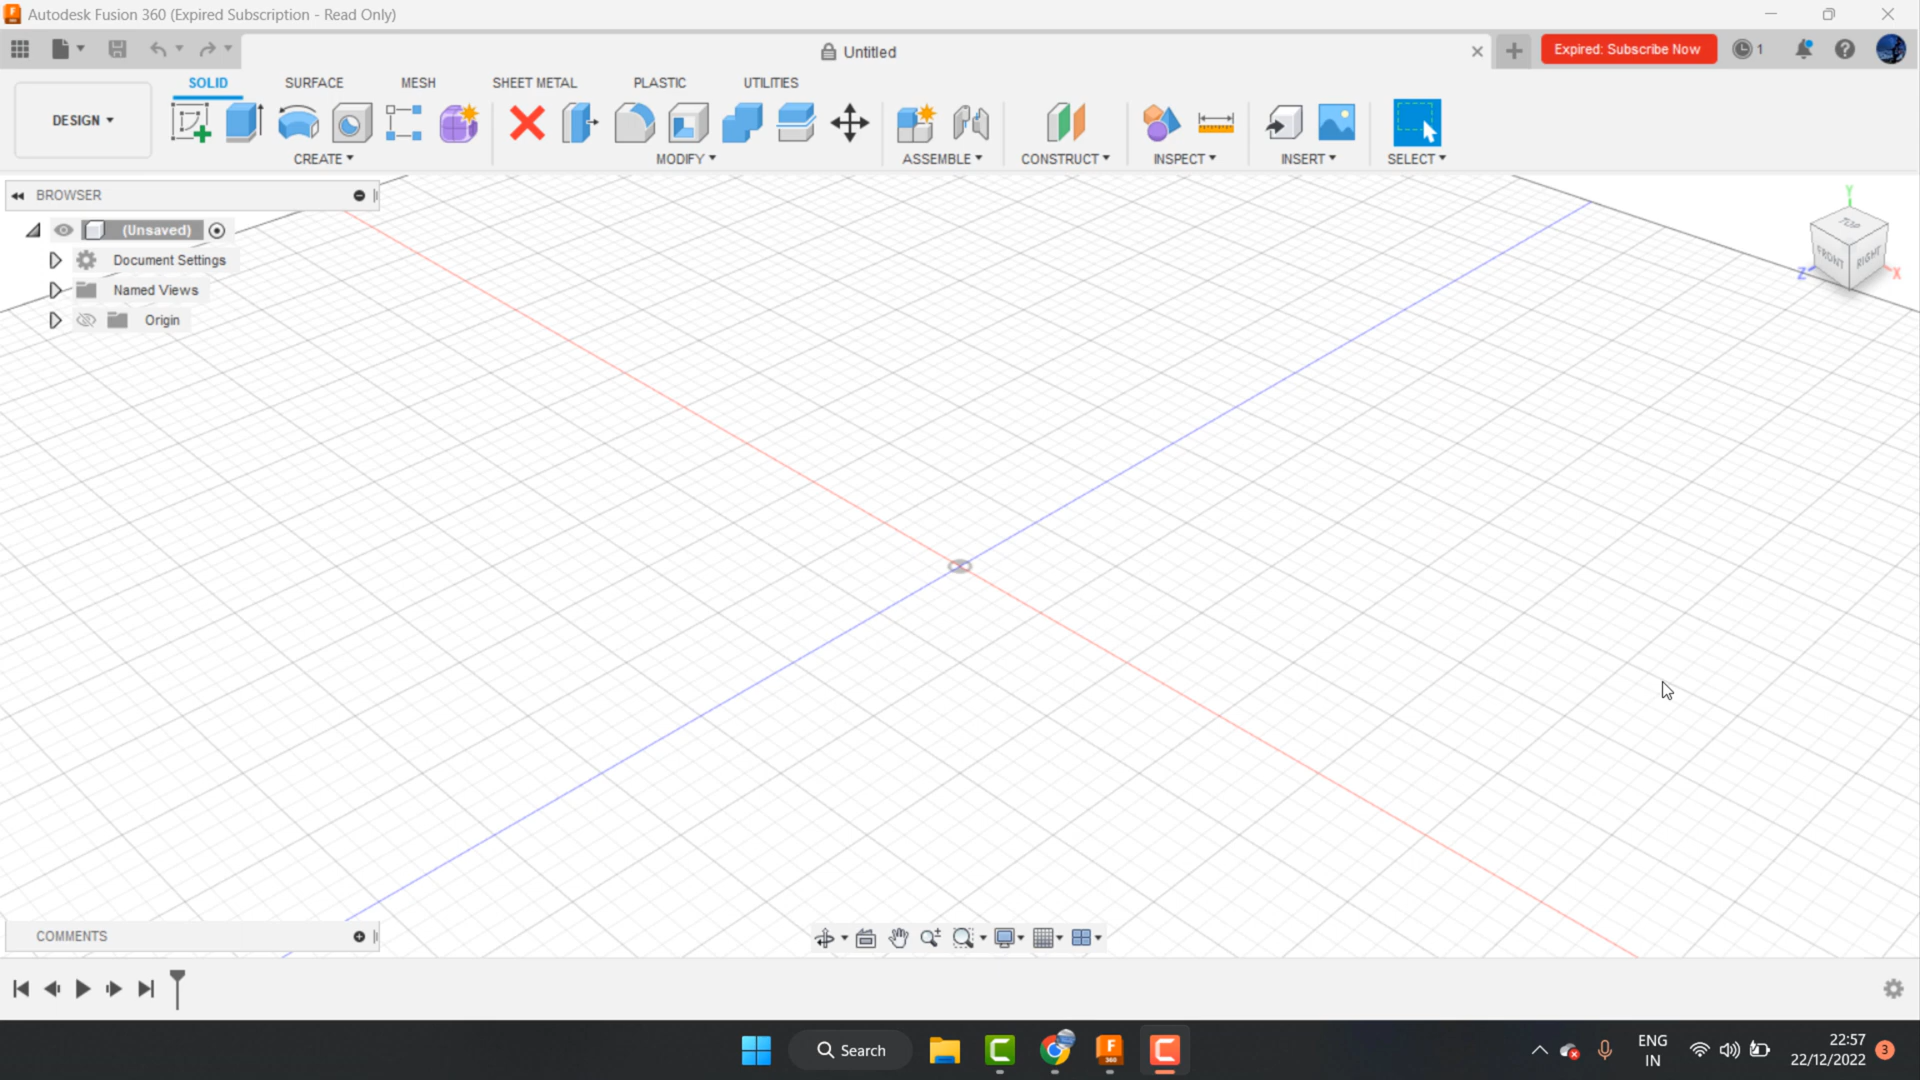 Autodesk Fusion 360 (Expired Subscription - Read Only)
Untitled
Expired: Subscribe Now
1
SOLID
SURFACE
MESH
SHEET METAL
PLASTIC
UTILITIES
DESIGN
CREATE
MODIFY
ASSEMBLE
CONSTRUCT
INSPECT
INSERT
SELECT
BROWSER
(Unsaved)
Document Settings
Named Views
Origin
Y
TOP
FRONT
RIGHT
Z
X
COMMENTS
Search
F
360
ENG
IN
22:57
22/12/2022
3